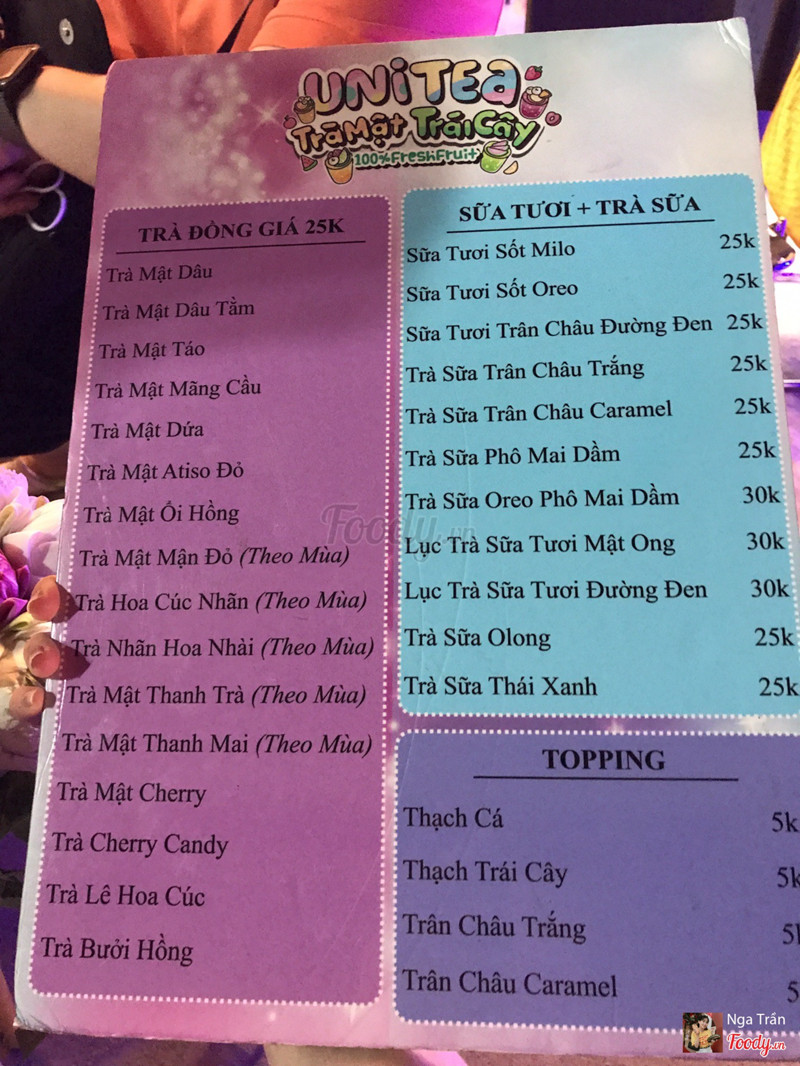 UNITEA
Trà Mật Trái Cây
100% Fresh Fruit
TRÀ ĐỒNG GIÁ 25K
Trà Mật Dâu
Trà Mật Dâu Tằm
Trà Mật Táo
Trà Mật Mãng Cầu
Trà Mật Dứa
Trà Mật Atiso Đỏ
Trà Mật Ổi Hồng
Trà Mật Mận Đỏ (Theo Mùa)
Trà Hoa Cúc Nhãn (Theo Mùa)
Trà Nhãn Hoa Nhài (Theo Mùa)
Trà Mật Thanh Trà (Theo Mùa)
Trà Mật Thanh Mai (Theo Mùa)
Trà Mật Cherry
Trà Cherry Candy
Trà Lê Hoa Cúc
Trà Bưởi Hồng
SỮA TƯƠI + TRÀ SỮA
Sữa Tươi Sốt Milo 25k
Sữa Tươi Sốt Oreo 25k
Sữa Tươi Trân Châu Đường Đen 25k
Trà Sữa Trân Châu Trắng 25k
Trà Sữa Trân Châu Caramel 25k
Trà Sữa Phô Mai Dầm 25k
Trà Sữa Oreo Phô Mai Dầm 30k
Lục Trà Sữa Tươi Mật Ong 30k
Lục Trà Sữa Tươi Đường Đen 30k
Trà Sữa Olong 25k
Trà Sữa Thái Xanh 25k
TOPPING
Thạch Cá 5k
Thạch Trái Cây 5k
Trân Châu Trắng 5k
Trân Châu Caramel 5
Foody.vn
Nga Trần
Foody.vn